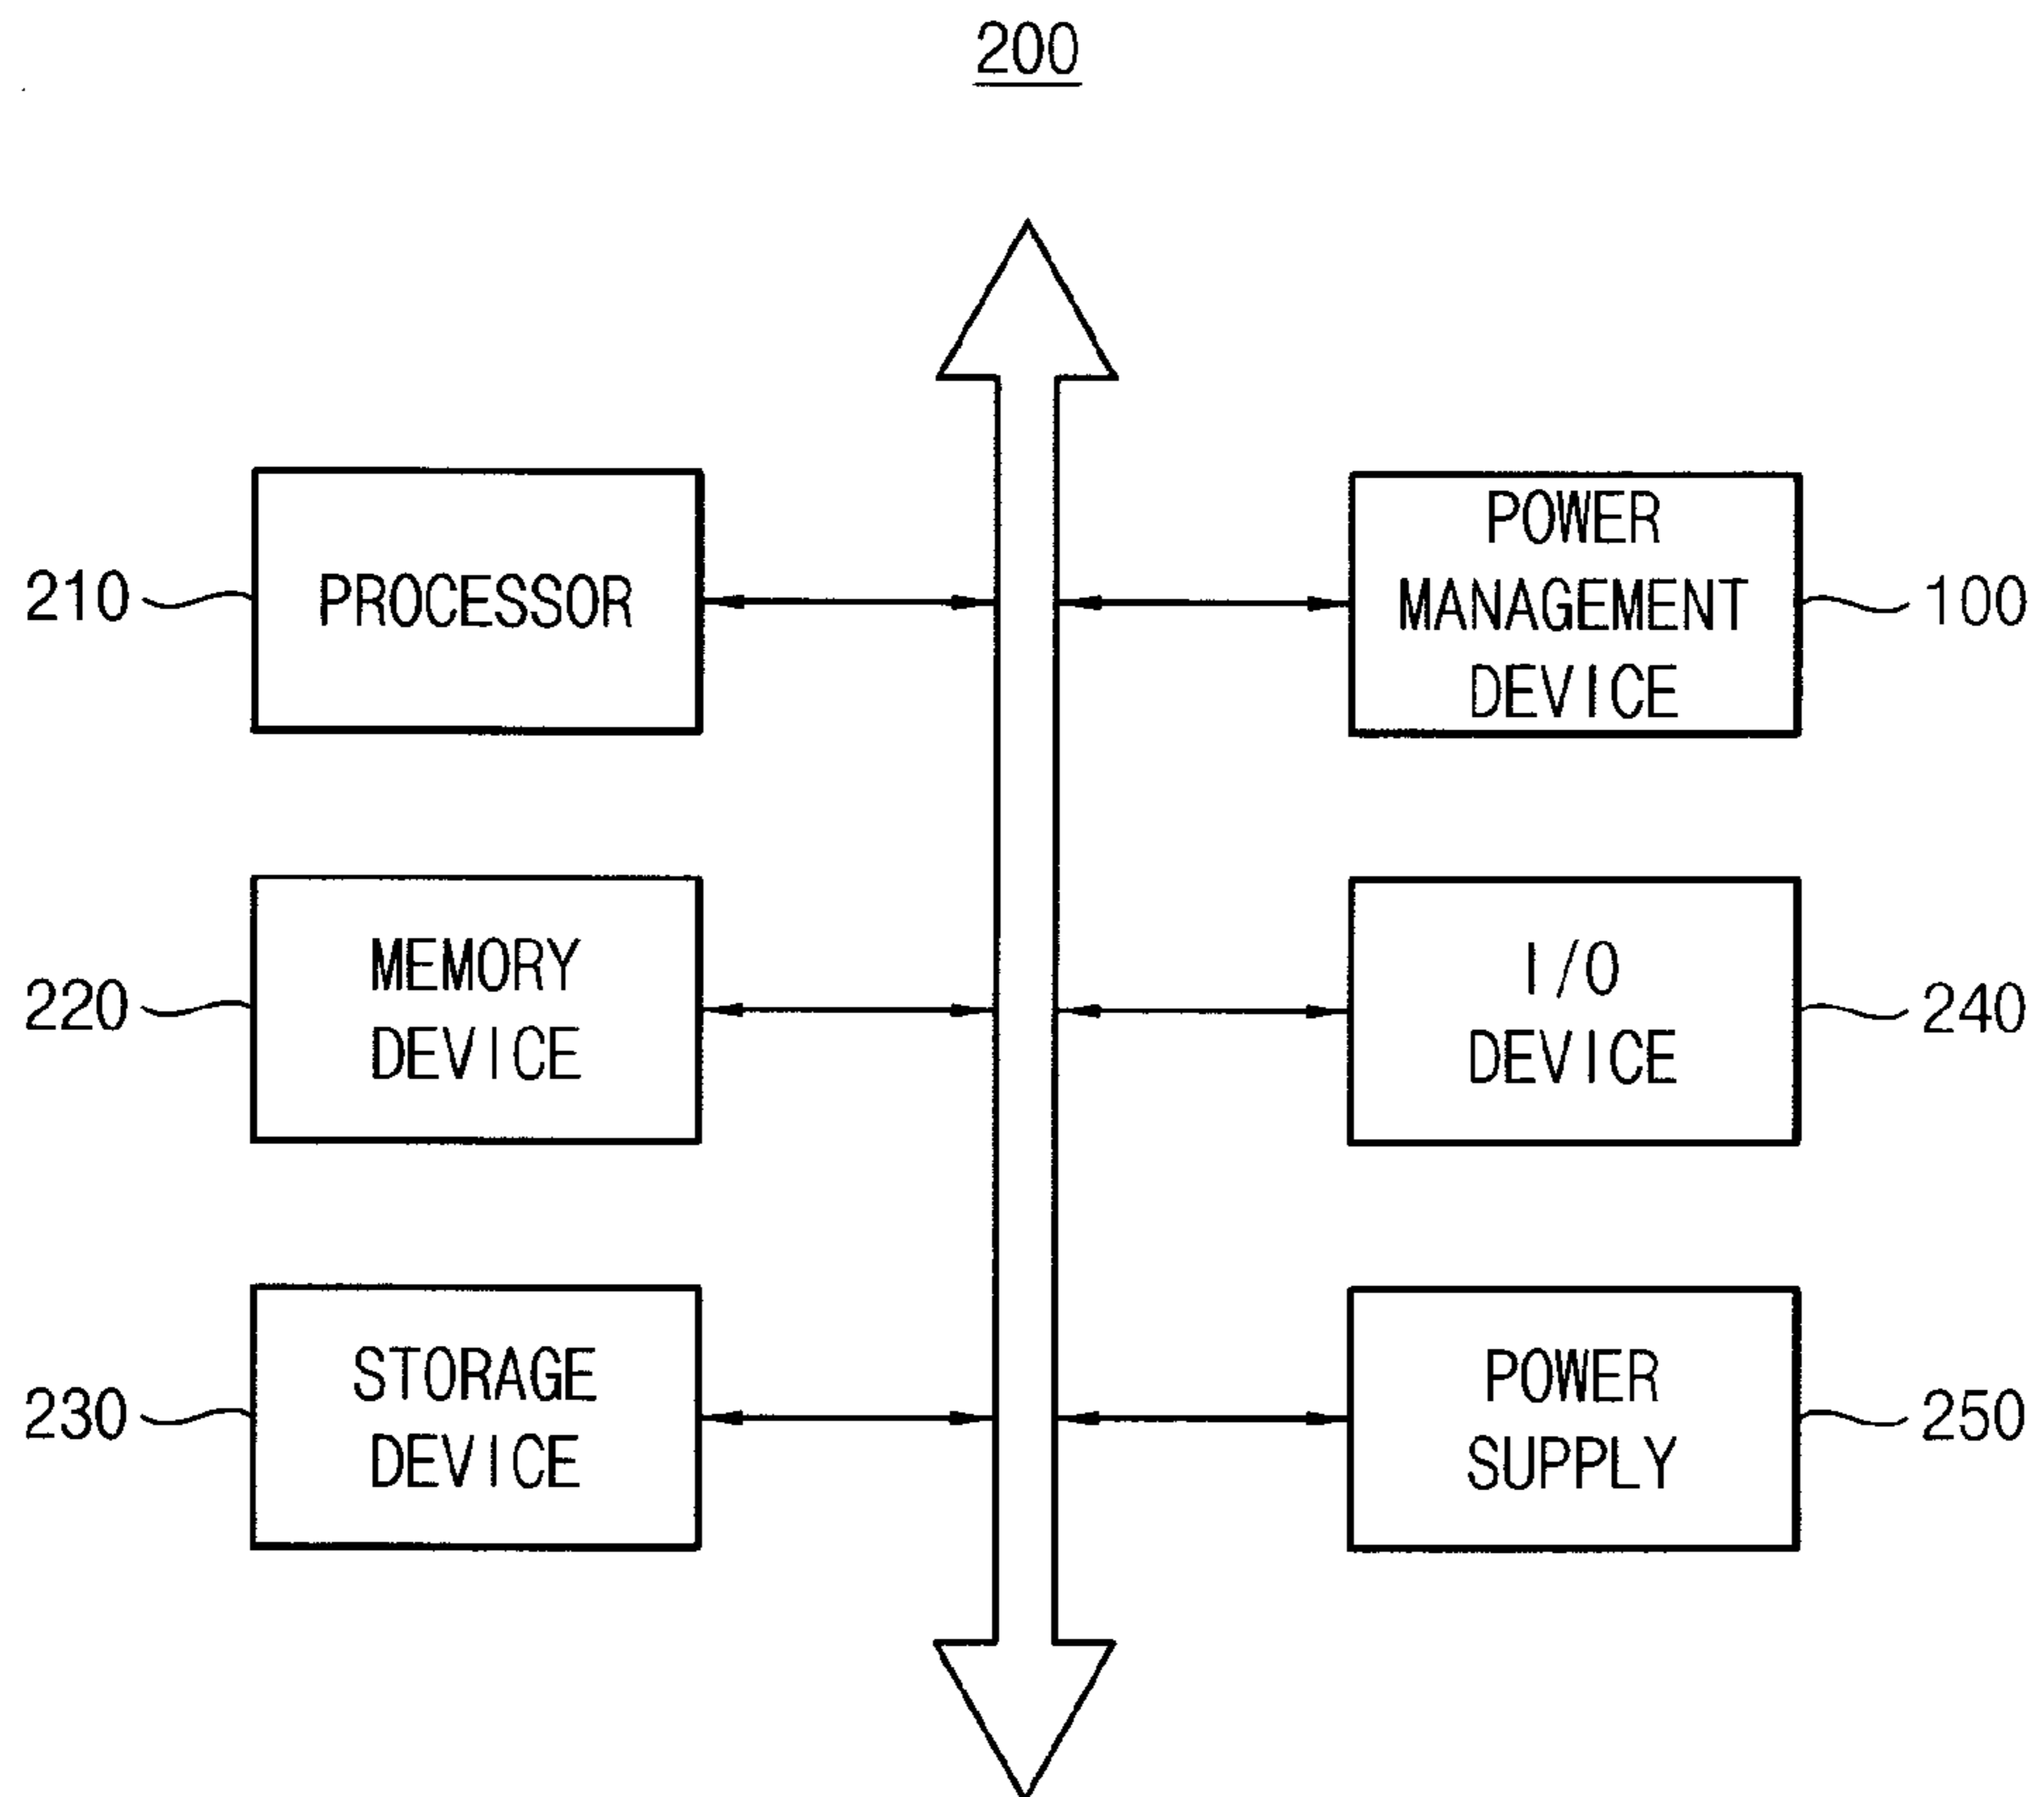 200
210
PROCESSOR
POWER
MANAGEMENT
DEVICE
100
220
MEMORY
DEVICE
I/O
DEVICE
240
230
STORAGE
DEVICE
POWER
SUPPLY
250